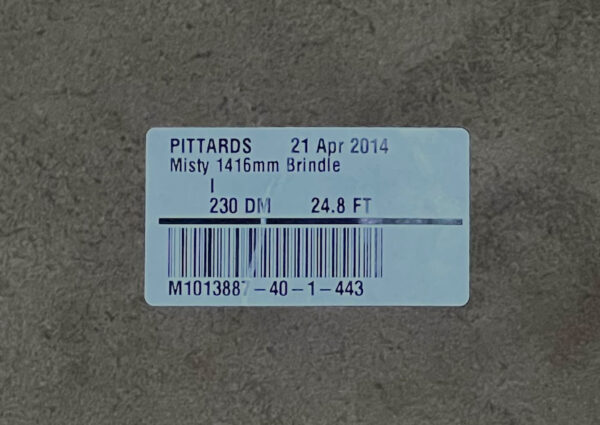 PITTARDS 21 Apr 2014
Misty 1416mm Brindle
I
230 DM 24.8 FT
M1013887-40-1-443